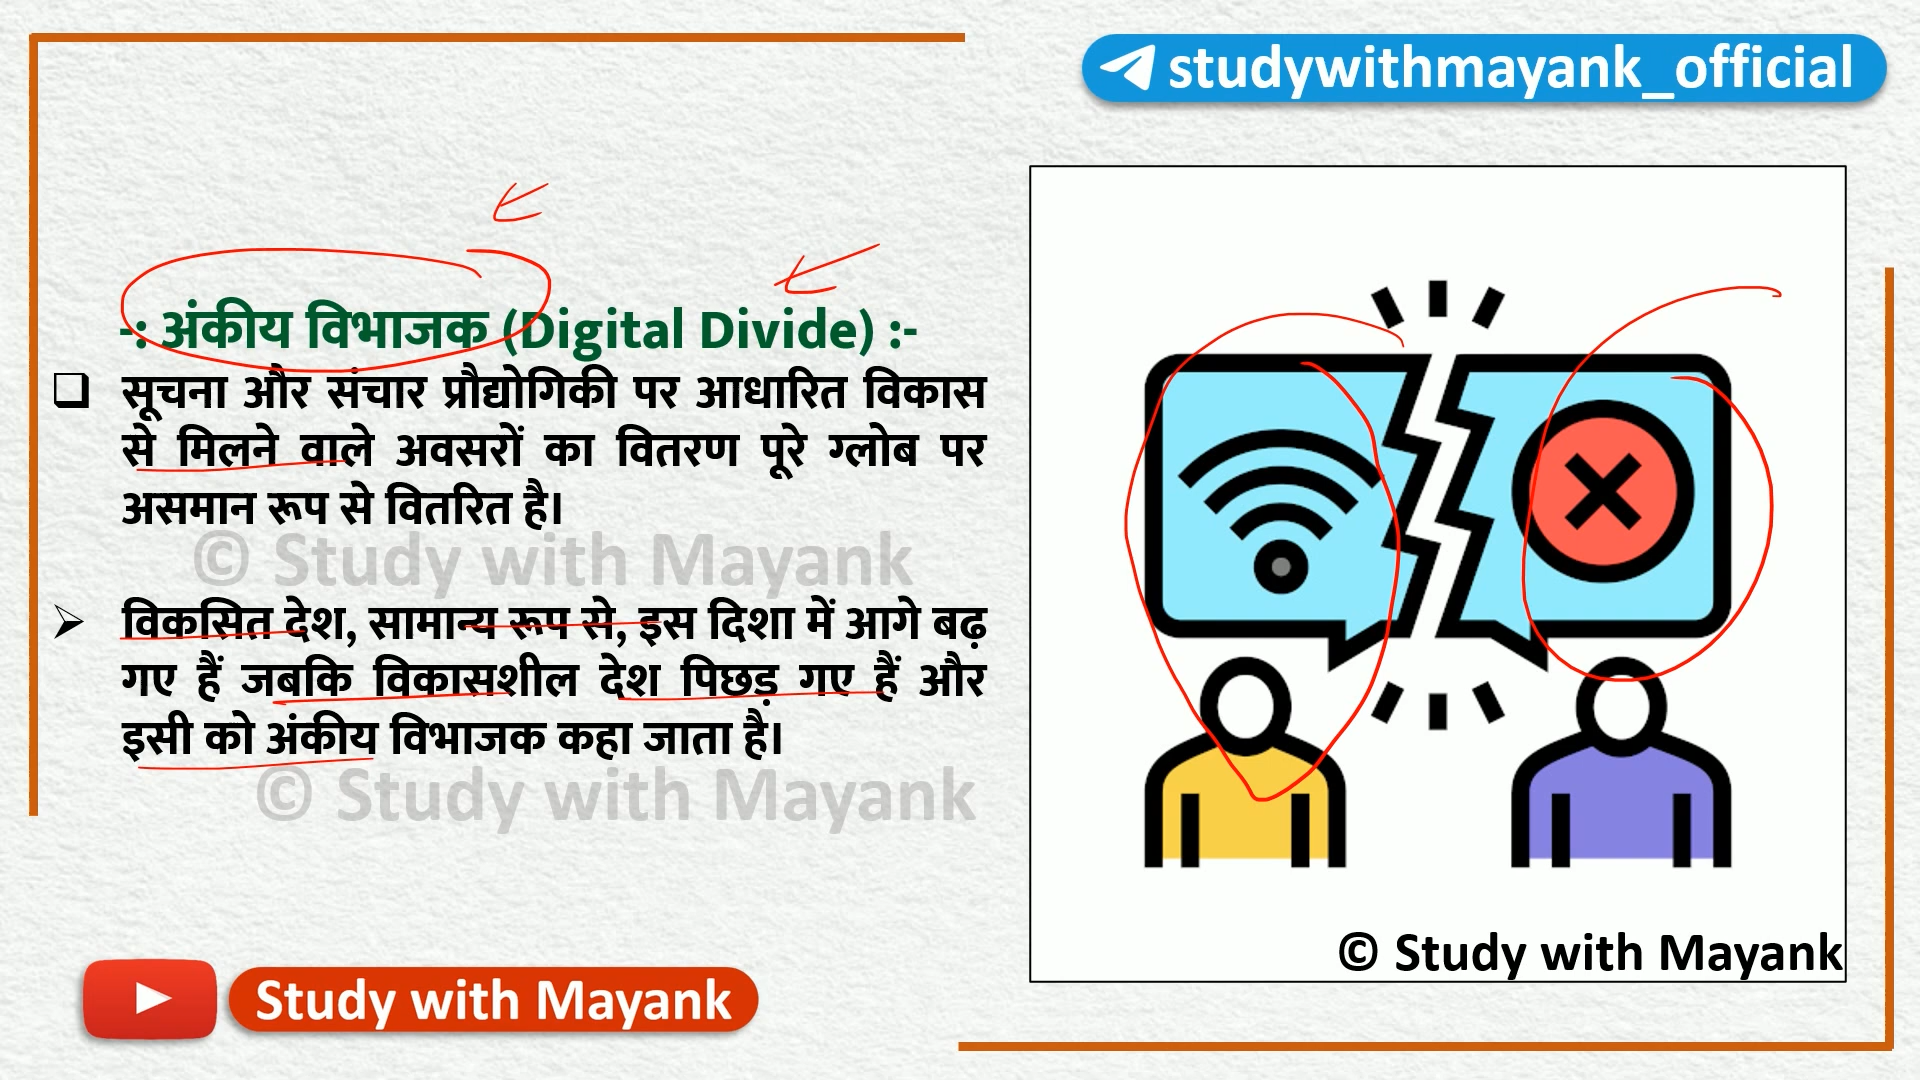 studywithmayank_official
-: अंकीय विभाजक (Digital Divide) :-
❑ सूचना और संचार प्रौद्योगिकी पर आधारित विकास
से मिलने वाले अवसरों का वितरण पूरे ग्लोब पर
असमान रूप से वितरित है।
© Study with Mayank
➢ विकसित देश, सामान्य रूप से, इस दिशा में आगे बढ़
गए हैं जबकि विकासशील देश पिछड़ गए हैं और
इसी को अंकीय विभाजक कहा जाता है।
© Study with Mayank
© Study with Mayank
Study with Mayank